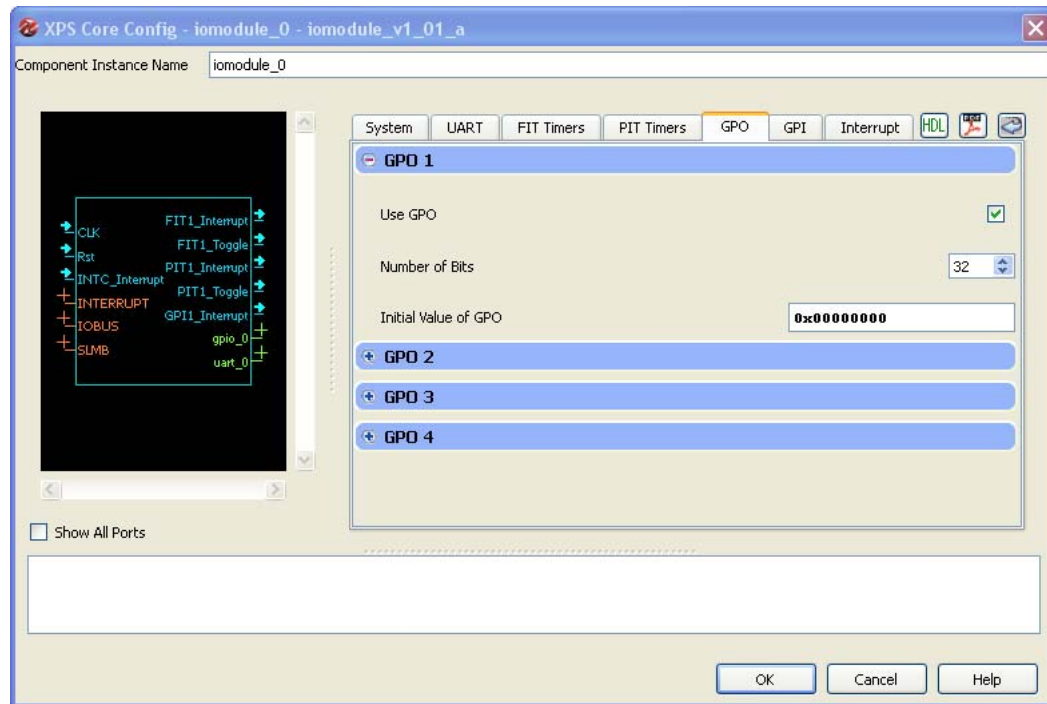 XPS Core Config - iomodule_0 - iomodule_v1_01_a
Component Instance Name iomodule_0
System UART FIT Timers PIT Timers GPO GPI Interrupt HDL
GPO 1
Use GPO
Number of Bits 32
Initial Value of GPO 0x00000000
GPO 2
GPO 3
GPO 4
CLK
Rst
INTC_Interrupt
INTERRUPT
IOBUS
SLMB
FIT1_Interrupt
FIT1_Toggle
PIT1_Interrupt
PIT1_Toggle
GPI1_Interrupt
gpio_0
uart_0
Show All Ports
OK Cancel Help